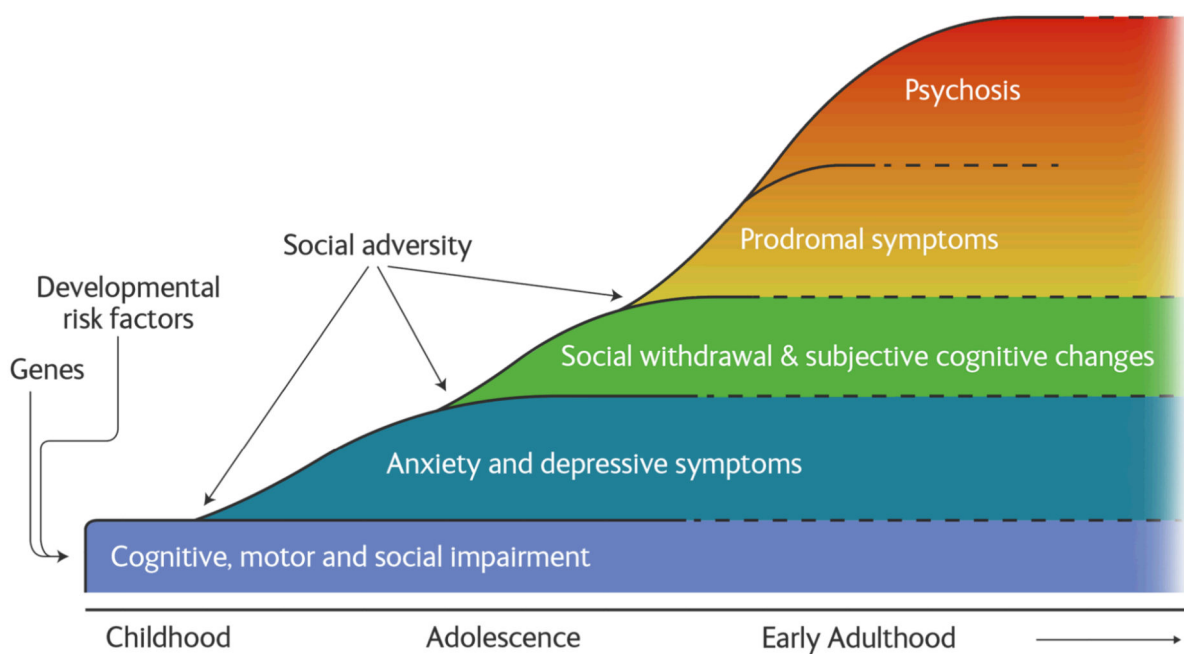 Psychosis
Prodromal symptoms
Social adversity
Developmental
risk factors
Genes
Social withdrawal & subjective cognitive changes
Anxiety and depressive symptoms
Cognitive, motor and social impairment
Childhood
Adolescence
Early Adulthood